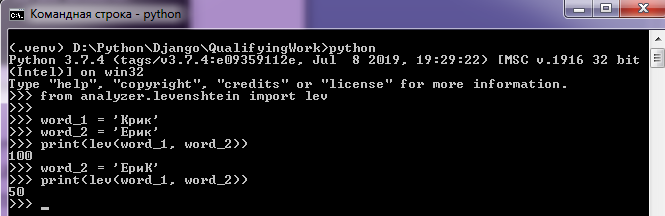 Командная строка - python
(.venv) D:\Python\Django\QualifyingWork>python
Python 3.7.4 (tags/v3.7.4:e09359112e, Jul  8 2019, 19:29:22) [MSC v.1916 32 bit
(Intel)] on win32
Type "help", "copyright", "credits" or "license" for more information.
>>> from analyzer.levenshtein import lev
>>>
>>> word_1 = 'Крик'
>>> word_2 = 'Ерик'
>>> print(lev(word_1, word_2))
100
>>> word_2 = 'ЕриК'
>>> print(lev(word_1, word_2))
50
>>> _